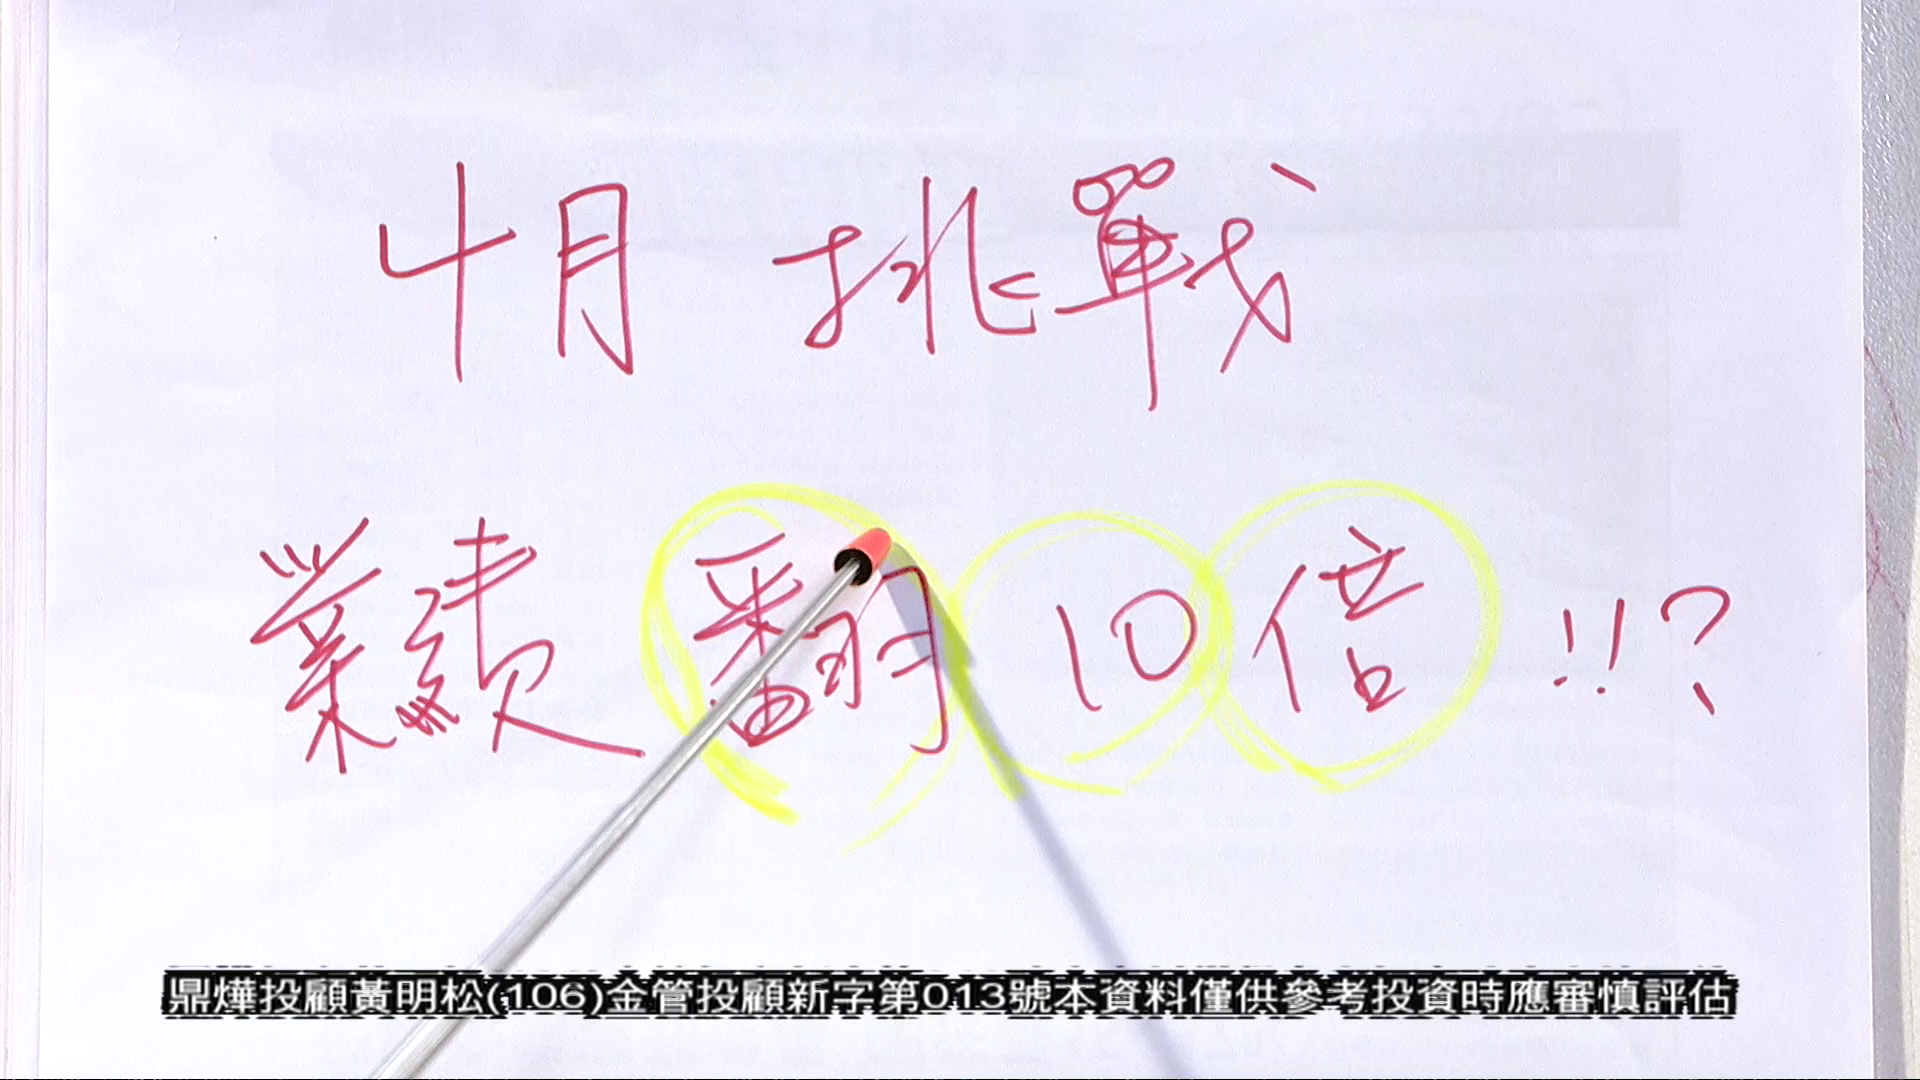 十月 挑戰
業績 翻 10 倍 !!?
鼎燁投顧黃明松(106)金管投顧新字第013號本資料僅供參考投資時應審慎評估